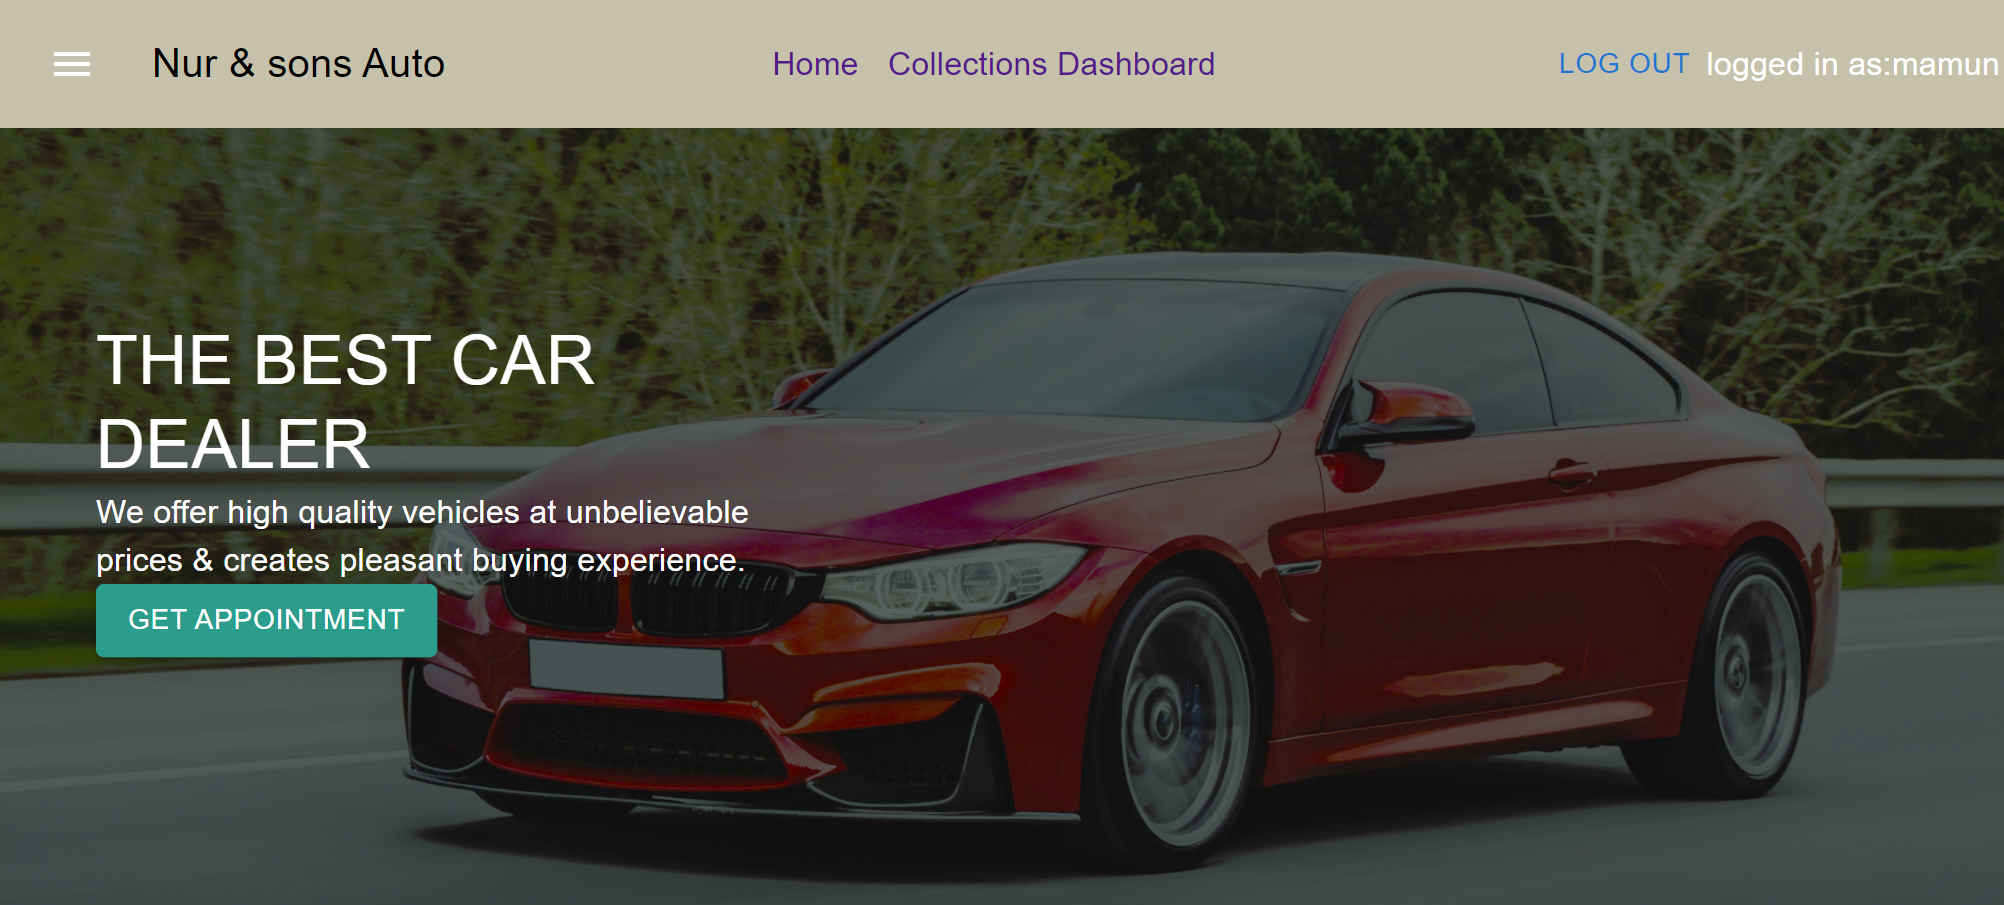 Nur & sons Auto
Home Collections Dashboard
LOG OUT logged in as:mamun
THE BEST CAR
DEALER
We offer high quality vehicles at unbelievable
prices & creates pleasant buying experience.
GET APPOINTMENT